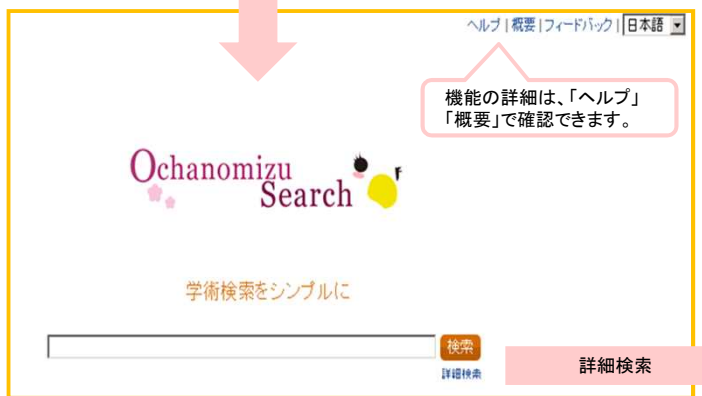 ヘルプ | 概要 | フィードバック | 日本語
機能の詳細は、「ヘルプ」
「概要」で確認できます。
Ochanomizu
Search
学術検索をシンプルに
検索
詳細検索
詳細検索